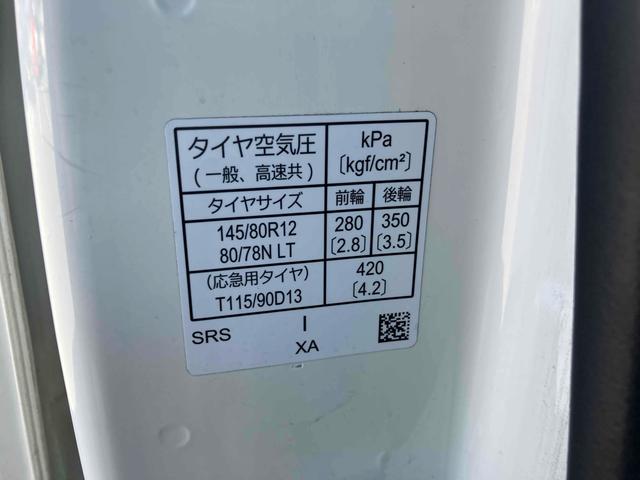 タイヤ空気圧 kPa
(一般、高速共) 〔kgf/cm²〕
タイヤサイズ 前輪 後輪
145/80R12 280 350
80/78N LT 〔2.8〕 〔3.5〕
(応急用タイヤ) 420
T115/90D13 〔4.2〕
SRS I
XA